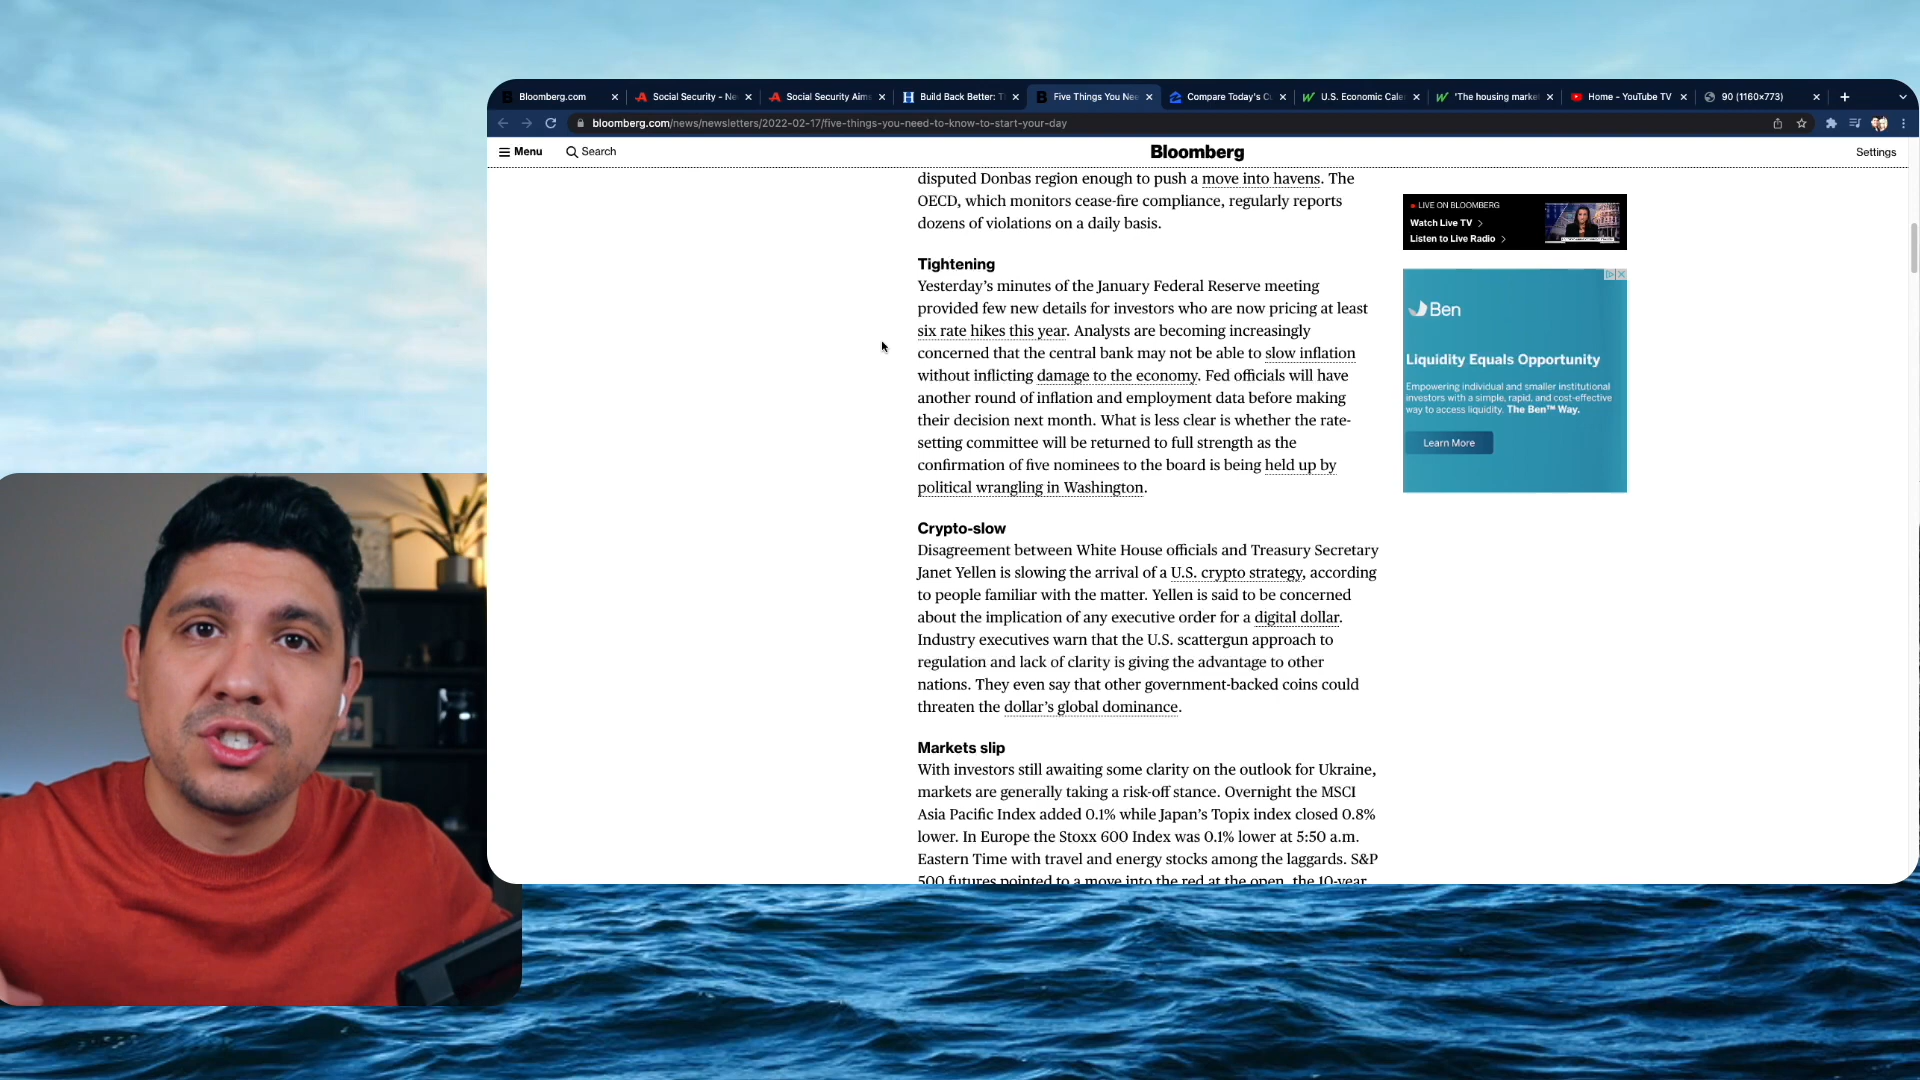 Bloomberg.com
Social Security - Ne
Social Security Aim
Build Back Better: T
Five Things You Nee
Compare Today's C
U.S. Economic Cale
'The housing marke
Home - YouTube TV
90 (1160×773)
bloomberg.com/news/newsletters/2022-02-17/five-things-you-need-to-know-to-start-your-day
Menu
Search
Bloomberg
Settings
disputed Donbas region enough to push a move into havens. The
OECD, which monitors cease-fire compliance, regularly reports
dozens of violations on a daily basis.
Tightening
Yesterday's minutes of the January Federal Reserve meeting
provided few new details for investors who are now pricing at least
six rate hikes this year. Analysts are becoming increasingly
concerned that the central bank may not be able to slow inflation
without inflicting damage to the economy. Fed officials will have
another round of inflation and employment data before making
their decision next month. What is less clear is whether the rate-
setting committee will be returned to full strength as the
confirmation of five nominees to the board is being held up by
political wrangling in Washington.
Crypto-slow
Disagreement between White House officials and Treasury Secretary
Janet Yellen is slowing the arrival of a U.S. crypto strategy, according
to people familiar with the matter. Yellen is said to be concerned
about the implication of any executive order for a digital dollar.
Industry executives warn that the U.S. scattergun approach to
regulation and lack of clarity is giving the advantage to other
nations. They even say that other government-backed coins could
threaten the dollar's global dominance.
Markets slip
With investors still awaiting some clarity on the outlook for Ukraine,
markets are generally taking a risk-off stance. Overnight the MSCI
Asia Pacific Index added 0.1% while Japan's Topix index closed 0.8%
lower. In Europe the Stoxx 600 Index was 0.1% lower at 5:50 a.m.
Eastern Time with travel and energy stocks among the laggards. S&P
500 futures pointed to a move into the red at the open, the 10-year
LIVE ON BLOOMBERG
Watch Live TV
Listen to Live Radio
Ben
Liquidity Equals Opportunity
Empowering individual and smaller institutional
investors with a simple, rapid, and cost-effective
way to access liquidity. The Ben™ Way.
Learn More